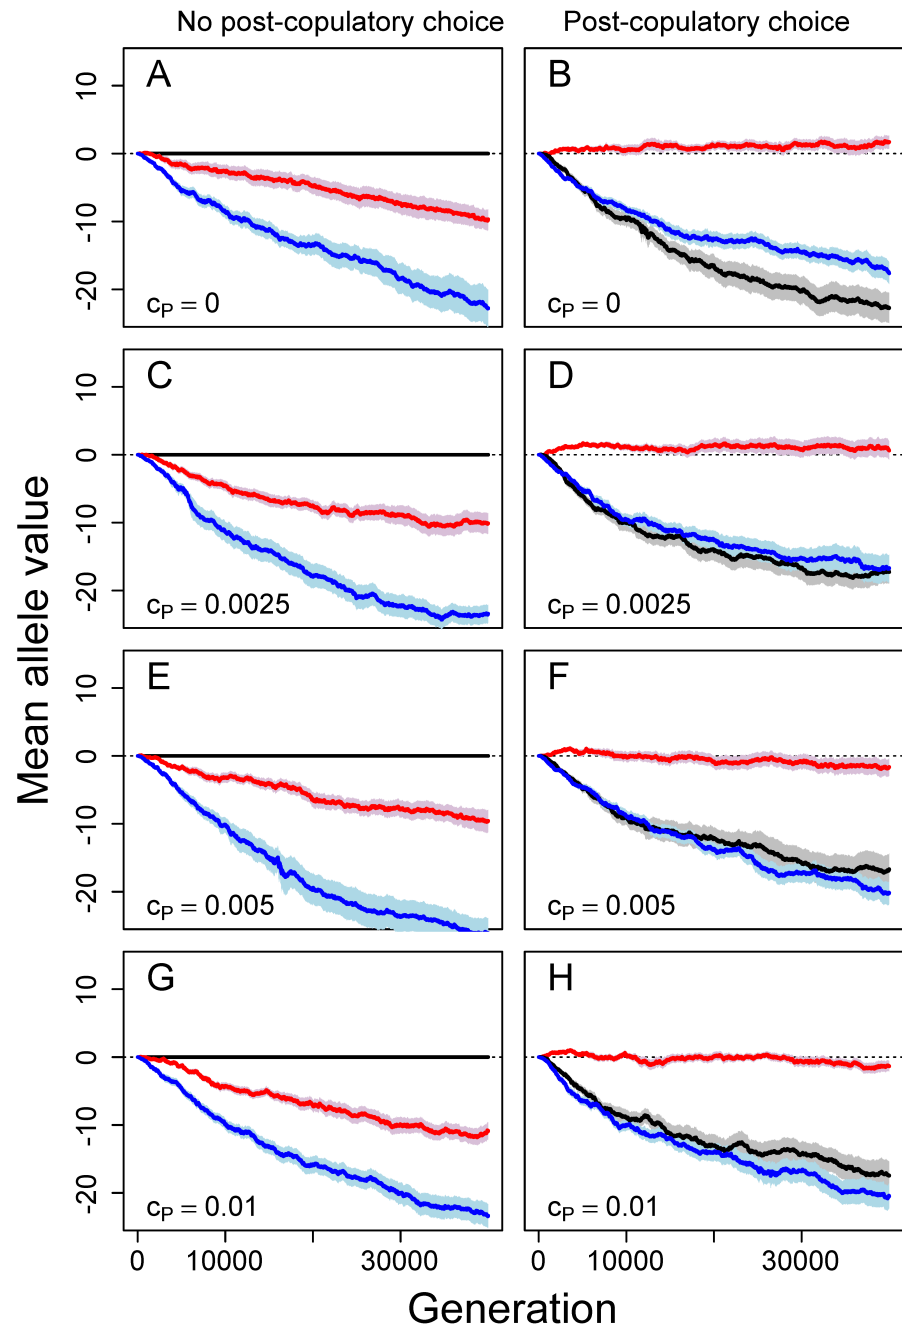 No post-copulatory choice
Post-copulatory choice
Mean allele value
A
10
0
-10
-20
cP = 0
B
cP = 0
C
10
0
-10
-20
cP = 0.0025
D
cP = 0.0025
E
10
0
-10
-20
cP = 0.005
F
cP = 0.005
G
10
0
-10
-20
cP = 0.01
H
cP = 0.01
0 10000 30000
0 10000 30000
Generation